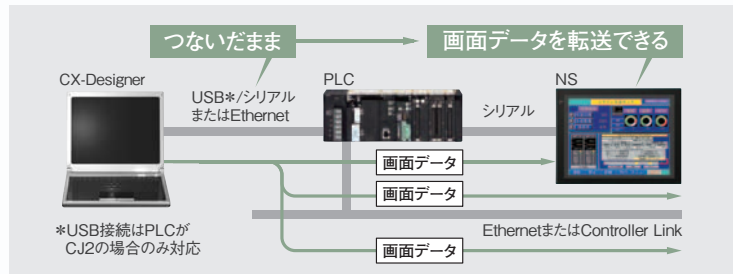 つないだまま
画面データを転送できる
CX-Designer
USB*/シリアル
またはEthernet
PLC
シリアル
NS
画面データ
画面データ
EthernetまたはController Link
画面データ
*USB接続はPLCが
CJ2の場合のみ対応